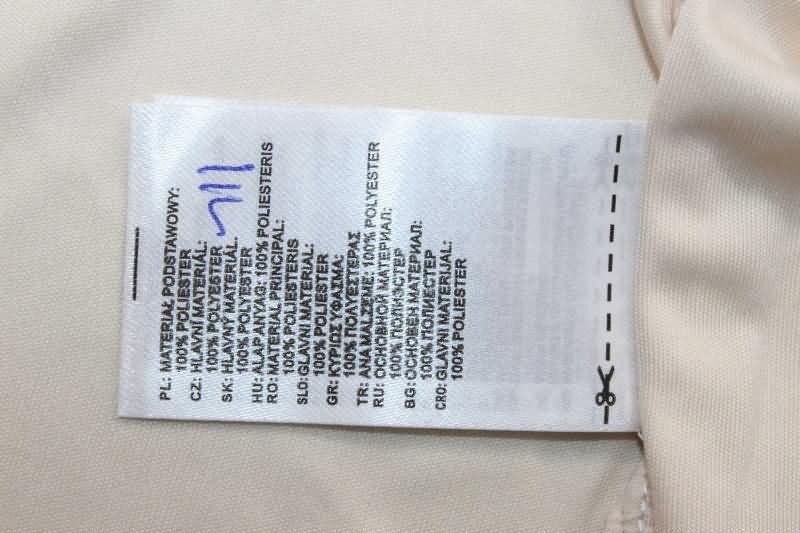 PL: MATERIAŁ PODSTAWOWY:
100% POLIESTER
CZ: HLAVNÍ MATERIÁL:
100% POLYESTER
SK: HLAVNÝ MATERIÁL:
100% POLYESTER
HU: ALAP ANYAG: 100% POLIESTERIS
RO: MATERIAL PRINCIPAL:
100% POLIESTERIS
SLO: GLAVNI MATERIAL:
100% POLIESTER
GR: ΚΥΡΙΩΣ ΥΦΑΣΜΑ:
100% ΠΟΛΥΕΣΤΕΡΑΣ
TR: ANA MALZEME: 100% POLYESTER
RU: ОСНОВНОЙ МАТЕРИАЛ:
100% ПОЛИЭСТЕР
BG: ОСНОВЕН МАТЕРИАЛ:
100% ПОЛИЕСТЕР
CRO: GLAVNI MATERIJAL:
100% POLIESTER